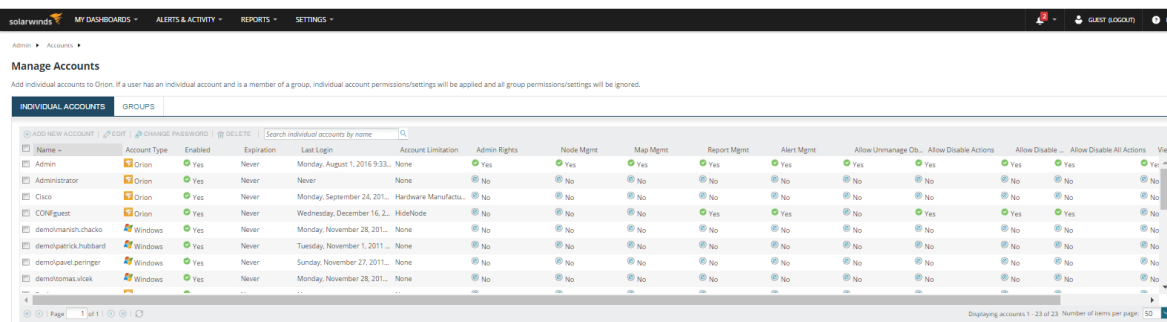 solarwinds MY DASHBOARDS ALERTS & ACTIVITY REPORTS SETTINGS 2 GUEST (LOGOUT)
Admin Accounts
Manage Accounts
Add individual accounts to Orion. If a user has an individual account and is a member of a group, individual account permissions/settings will be applied and all group permissions/settings will be ignored.
INDIVIDUAL ACCOUNTS GROUPS
ADD NEW ACCOUNT | EDIT | CHANGE PASSWORD | DELETE | Search individual accounts by name
Name Account Type Enabled Expiration Last Login Account Limitation Admin Rights Node Mgmt Map Mgmt Report Mgmt Alert Mgmt Allow Unmanage Ob... Allow Disable Actions Allow Disable ... Allow Disable All Actions Vie
Admin Orion Yes Never Monday, August 1, 2016 9:33... None Yes Yes Yes Yes Yes Yes Yes Yes Yes Yes
Administrator Orion Yes Never Never None No No No No No No No No No No
Cisco Orion Yes Never Monday, September 24, 201... Hardware Manufactu... No No No No No No No No No No
CONFguest Orion Yes Never Wednesday, December 16, 2... HideNode No No No Yes Yes No Yes Yes Yes No
demo\manish.chacko Windows Yes Never Monday, November 28, 201... None No No No No No No No No No No
demo\patrick.hubbard Windows Yes Never Tuesday, November 1, 2011 ... None No No No No No No No No No No
demo\pavel.peringer Windows Yes Never Sunday, November 27, 2011... None No No No No No No No No No No
demo\tomas.vlcek Windows Yes Never Monday, November 28, 201... None No No No No No No No No No No
Page 1 of 1 Displaying accounts 1 - 23 of 23 Number of items per page: 50